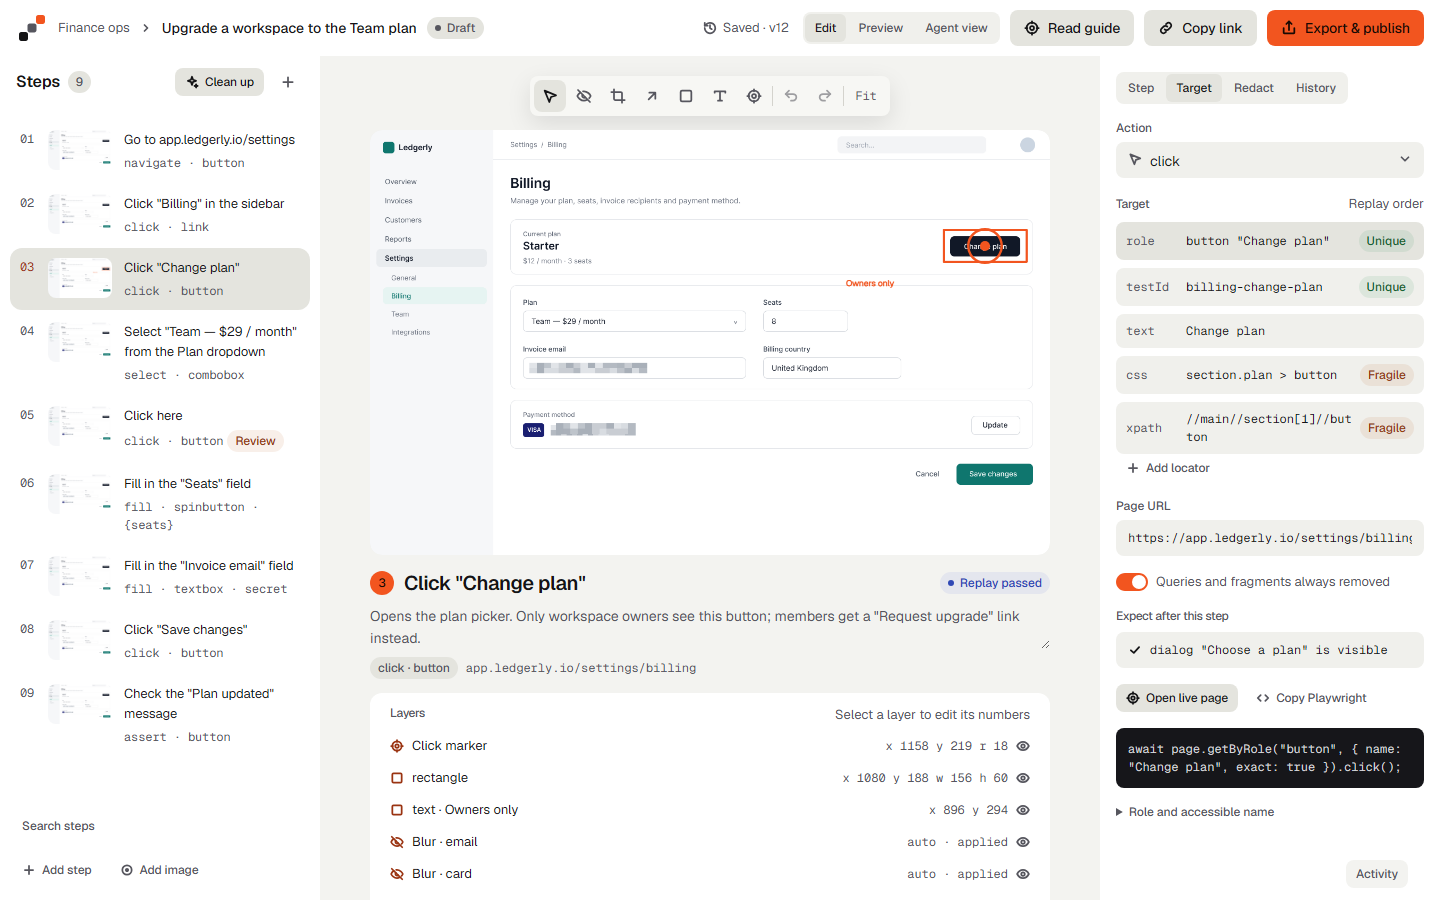 Finance ops
Upgrade a workspace to the Team plan
Draft
Saved · v12
Edit
Preview
Agent view
Read guide
Copy link
Export & publish
Steps
9
Clean up
01
Go to app.ledgerly.io/settings
navigate · button
02
Click "Billing" in the sidebar
click · link
03
Click "Change plan"
click · button
04
Select "Team — $29 / month"
from the Plan dropdown
select · combobox
05
Click here
click · button
Review
06
Fill in the "Seats" field
fill · spinbutton ·
{seats}
07
Fill in the "Invoice email" field
fill · textbox · secret
08
Click "Save changes"
click · button
09
Check the "Plan updated"
message
assert · button
Search steps
Add step
Add image
Fit
Ledgerly
Overview
Invoices
Customers
Reports
Settings
General
Billing
Team
Integrations
Settings / Billing
Search...
Billing
Manage your plan, seats, invoice recipients and payment method.
Current plan
Starter
$12 / month · 3 seats
Change plan
Owners only
Plan
Team — $29 / month
Seats
8
Invoice email
Billing country
United Kingdom
Payment method
VISA
Update
Cancel
Save changes
3
Click "Change plan"
Replay passed
Opens the plan picker. Only workspace owners see this button; members get a "Request upgrade" link
instead.
click · button
app.ledgerly.io/settings/billing
Layers
Select a layer to edit its numbers
Click marker
x 1158 y 219 r 18
rectangle
x 1080 y 188 w 156 h 60
text · Owners only
x 896 y 294
Blur · email
auto · applied
Blur · card
auto · applied
Step
Target
Redact
History
Action
click
Target
Replay order
role
button "Change plan"
Unique
testId
billing-change-plan
Unique
text
Change plan
css
section.plan > button
Fragile
xpath
//main//section[1]//but
ton
Fragile
Add locator
Page URL
https://app.ledgerly.io/settings/billing
Queries and fragments always removed
Expect after this step
dialog "Choose a plan" is visible
Open live page
Copy Playwright
await page.getByRole("button", { name:
"Change plan", exact: true }).click();
Role and accessible name
Activity